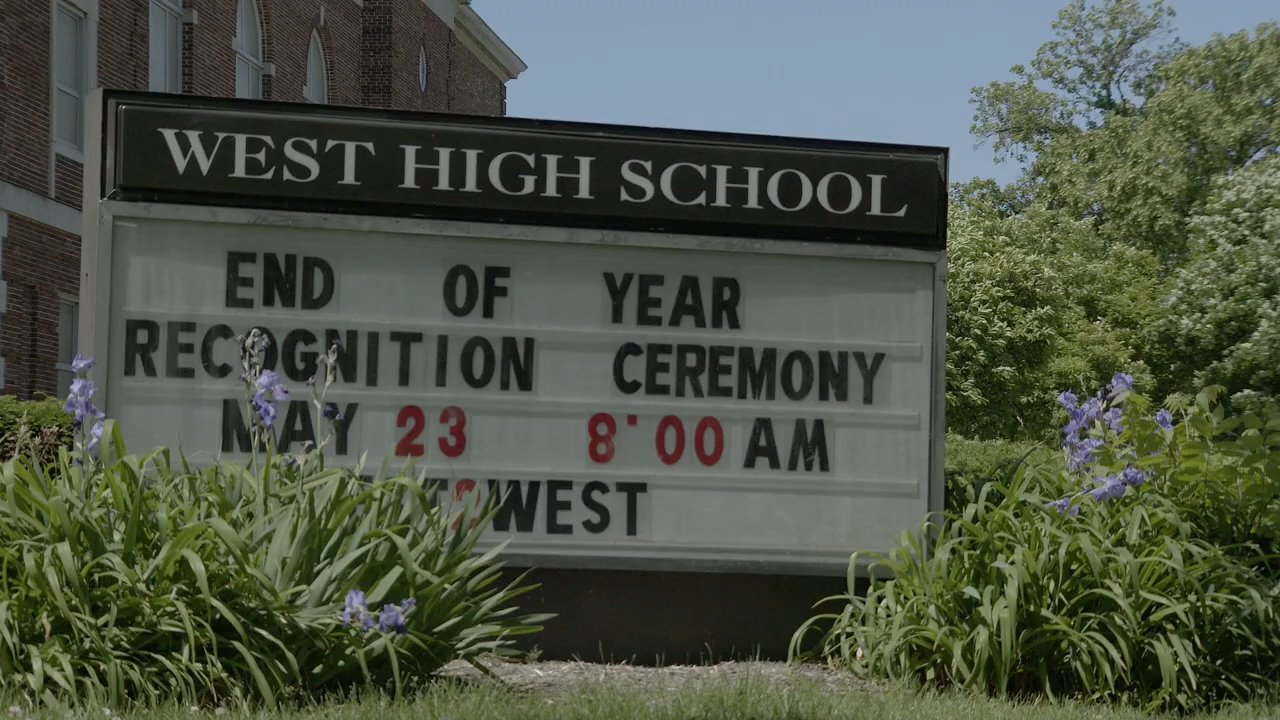 WEST HIGH SCHOOL
END OF YEAR
RECOGNITION CEREMONY
MAY 23 8:00 AM
WEST